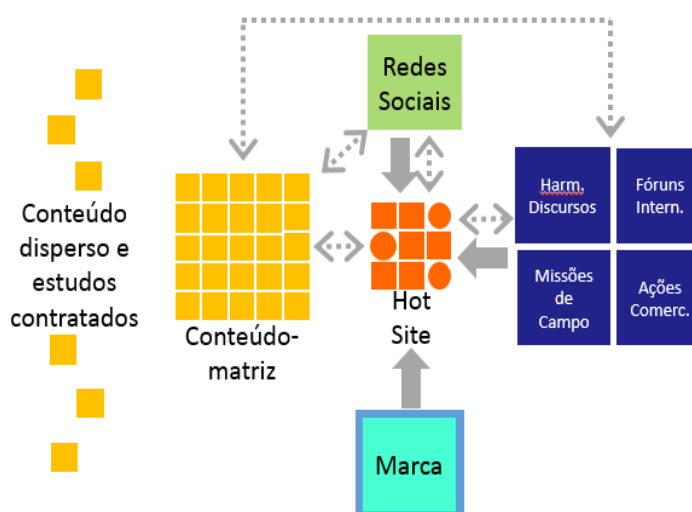 Redes
Sociais
Conteúdo
disperso e
estudos
contratados
Conteúdo-
matriz
Hot
Site
Harm.
Discursos
Fóruns
Intern.
Missões
de
Campo
Ações
Comerc.
Marca